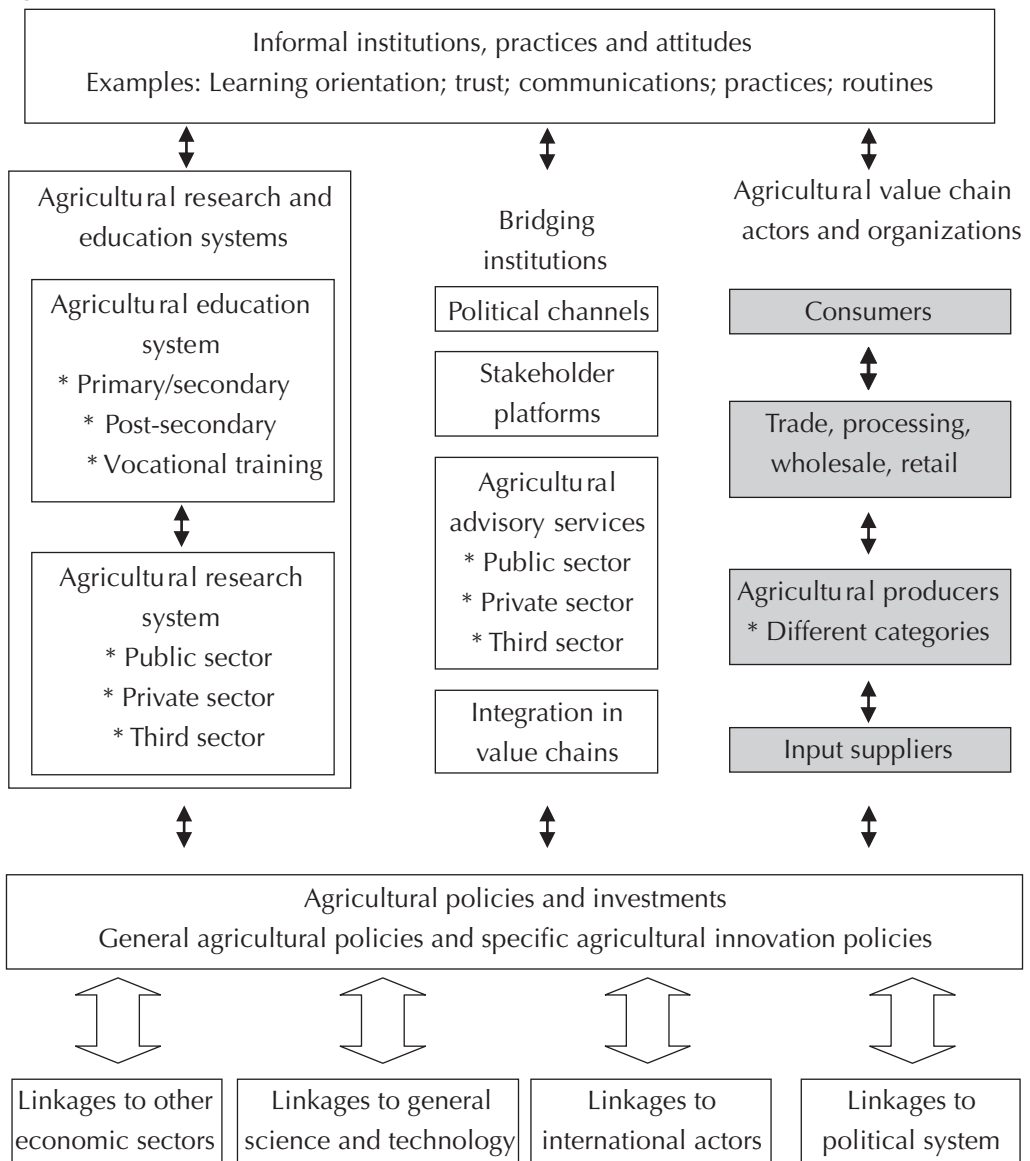 Informal institutions, practices and attitudes
Examples: Learning orientation; trust; communications; practices; routines
Agricultural research and
education systems
Agricultural education
system
* Primary/secondary
* Post-secondary
* Vocational training
Agricultural research
system
* Public sector
* Private sector
* Third sector
Bridging
institutions
Political channels
Stakeholder
platforms
Agricultural
advisory services
* Public sector
* Private sector
* Third sector
Integration in
value chains
Agricultural value chain
actors and organizations
Consumers
Trade, processing,
wholesale, retail
Agricultural producers
* Different categories
Input suppliers
Agricultural policies and investments
General agricultural policies and specific agricultural innovation policies
Linkages to other
economic sectors
Linkages to general
science and technology
Linkages to
international actors
Linkages to
political system